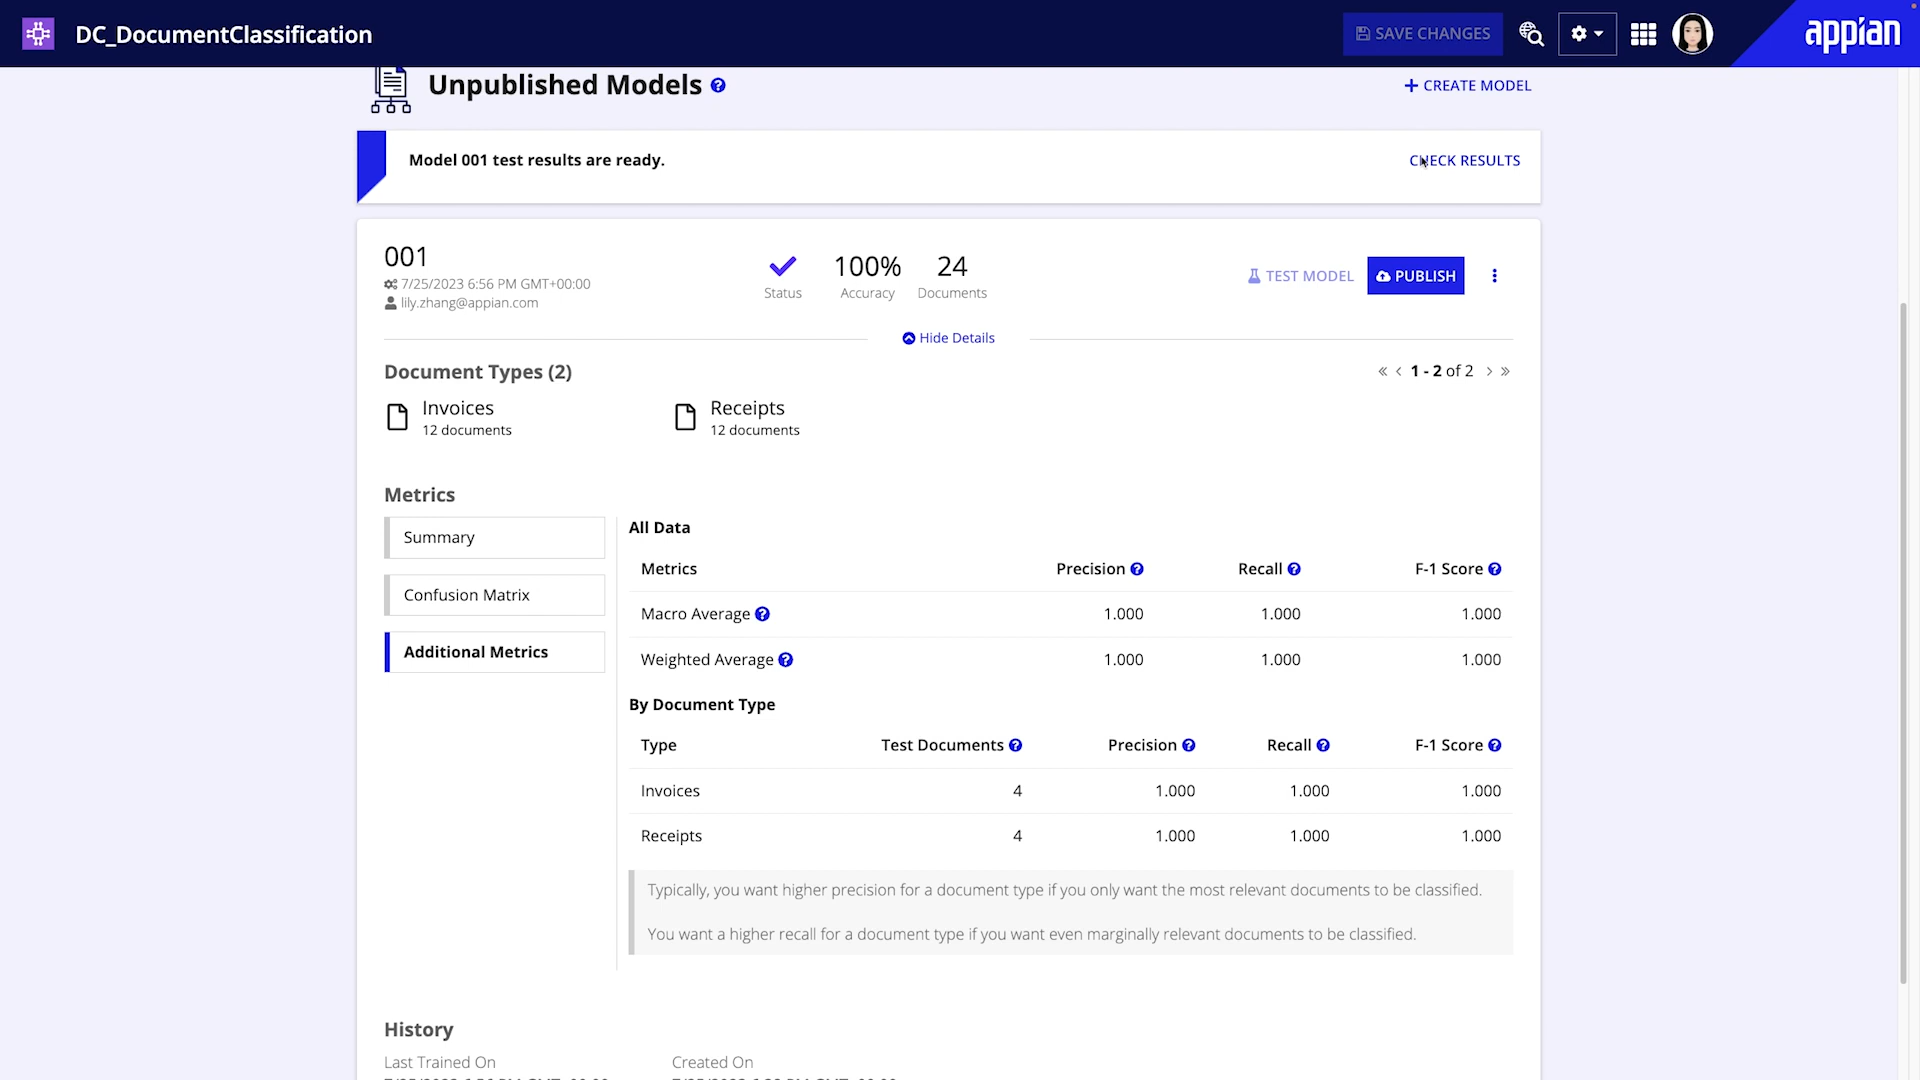 DC_DocumentClassification
SAVE CHANGES
appian
Unpublished Models
+ CREATE MODEL
Model 001 test results are ready.
CHECK RESULTS
001
7/25/2023 6:56 PM GMT+00:00
lily.zhang@appian.com
Status
100%
Accuracy
24
Documents
TEST MODEL
PUBLISH
Hide Details
Document Types (2)
« ‹ 1 - 2 of 2 › »
Invoices
12 documents
Receipts
12 documents
Metrics
Summary
Confusion Matrix
Additional Metrics
All Data
Metrics Precision Recall F-1 Score
Macro Average 1.000 1.000 1.000
Weighted Average 1.000 1.000 1.000
By Document Type
Type Test Documents Precision Recall F-1 Score
Invoices 4 1.000 1.000 1.000
Receipts 4 1.000 1.000 1.000
Typically, you want higher precision for a document type if you only want the most relevant documents to be classified.
You want a higher recall for a document type if you want even marginally relevant documents to be classified.
History
Last Trained On
Created On